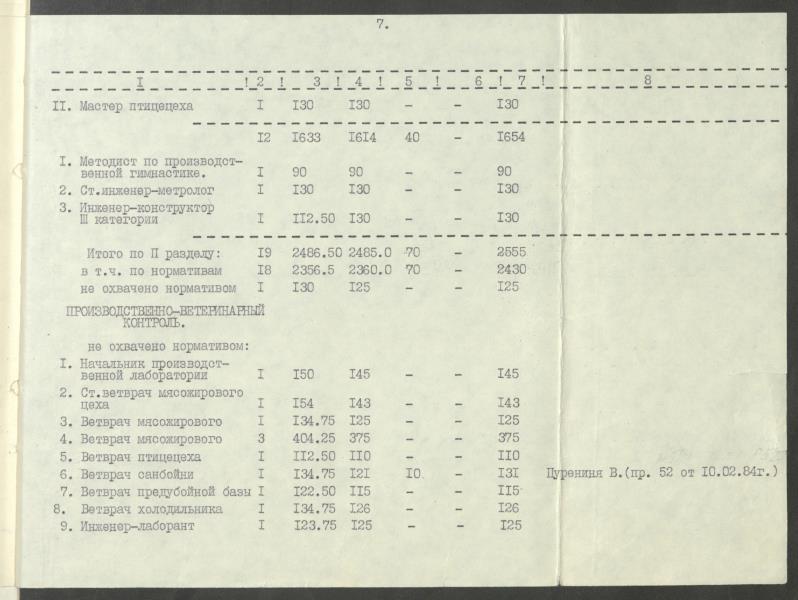 7.
I ! 2 ! 3 ! 4 ! 5 ! 6 ! 7 ! 8
II. Мастер птицецеха I I30 I30 - - I30
I2 I633 I6I4 40 - I654
I. Методист по производст-
венной гимнастике. I 90 90 - - 90
2. Ст.инженер-метролог I I30 I30 - - I30
3. Инженер-конструктор
Ш категории I II2.50 I30 - - I30
Итого по П разделу: I9 2486.50 2485.0 70 - 2555
в т.ч. по нормативам I8 2356.5 2360.0 70 - 2430
не охвачено нормативом I I30 I25 - - I25
ПРОИЗВОДСТВЕННО-ВЕТЕРИНАРНЫЙ
КОНТРОЛЬ.
не охвачено нормативом:
I. Начальник производст-
венной лаборатории I I50 I45 - - I45
2. Ст.ветврач мясожирового
цеха I I54 I43 - - I43
3. Ветврач мясожирового I I34.75 I25 - - I25
4. Ветврач мясожирового 3 404.25 375 - - 375
5. Ветврач птицецеха I II2.50 II0 - - II0
6. Ветврач санбойни I I34.75 I2I I0 - I3I Цурениня В.(пр. 52 от I0.02.84г.)
7. Ветврач предубойной базы I I22.50 II5 - - II5
8. Ветврач холодильника I I34.75 I26 - - I26
9. Инженер-лаборант I I23.75 I25 - - I25